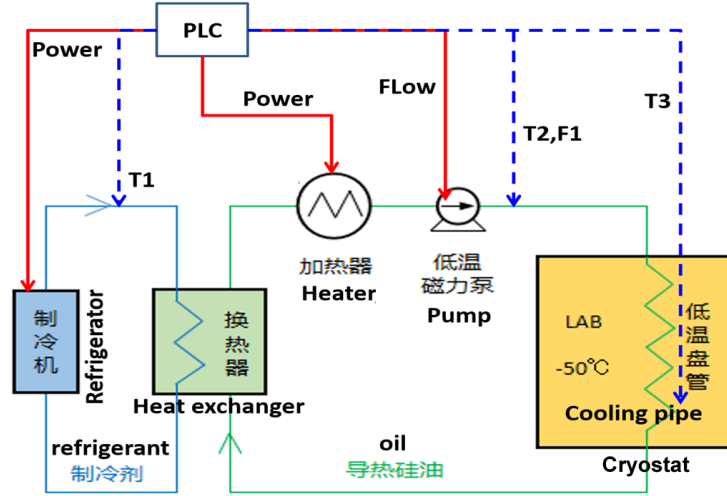 PLC
Power
Power
FLow
T3
T2,F1
T1
加热器
Heater
低温
磁力泵
Pump
制
冷
机
Refrigerator
换
热
器
Heat exchanger
LAB
-50℃
低
温
盘
管
Cooling pipe
Cryostat
refrigerant
制冷剂
oil
导热硅油